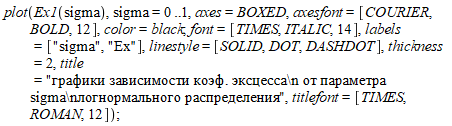 plot(Ex1(sigma), sigma = 0 ..1, axes = BOXED, axesfont = [COURIER,
BOLD, 12], color = black, font = [TIMES, ITALIC, 14], labels
= ["sigma", "Ex"], linestyle = [SOLID, DOT, DASHDOT], thickness
= 2, title
= "графики зависимости коэф. эксцесса\n от параметра
sigma\nлогнормального распределения", titlefont = [TIMES,
ROMAN, 12]);